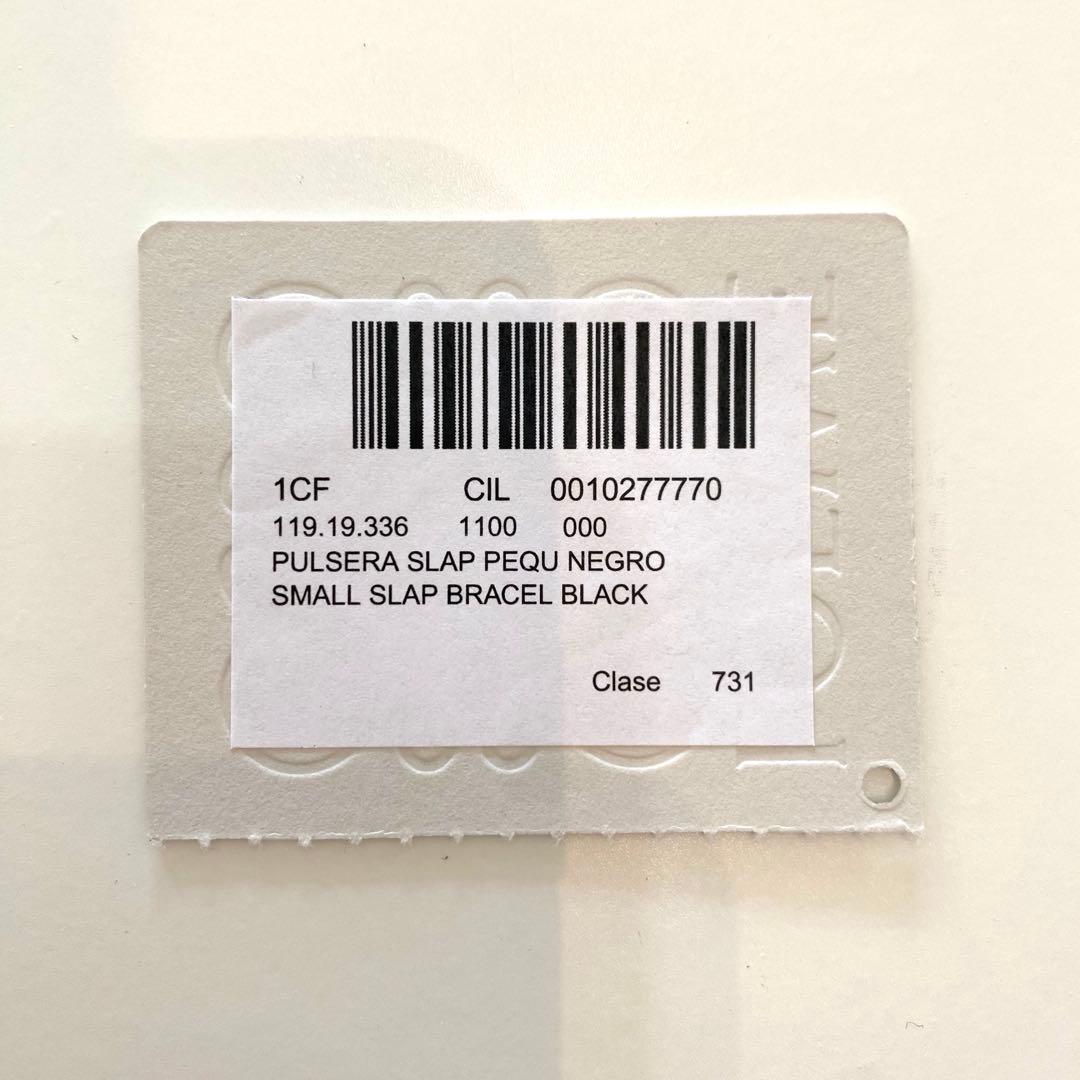 1CF CIL 0010277770
119.19.336 1100 000
PULSERA SLAP PEQU NEGRO
SMALL SLAP BRACEL BLACK
Clase 731